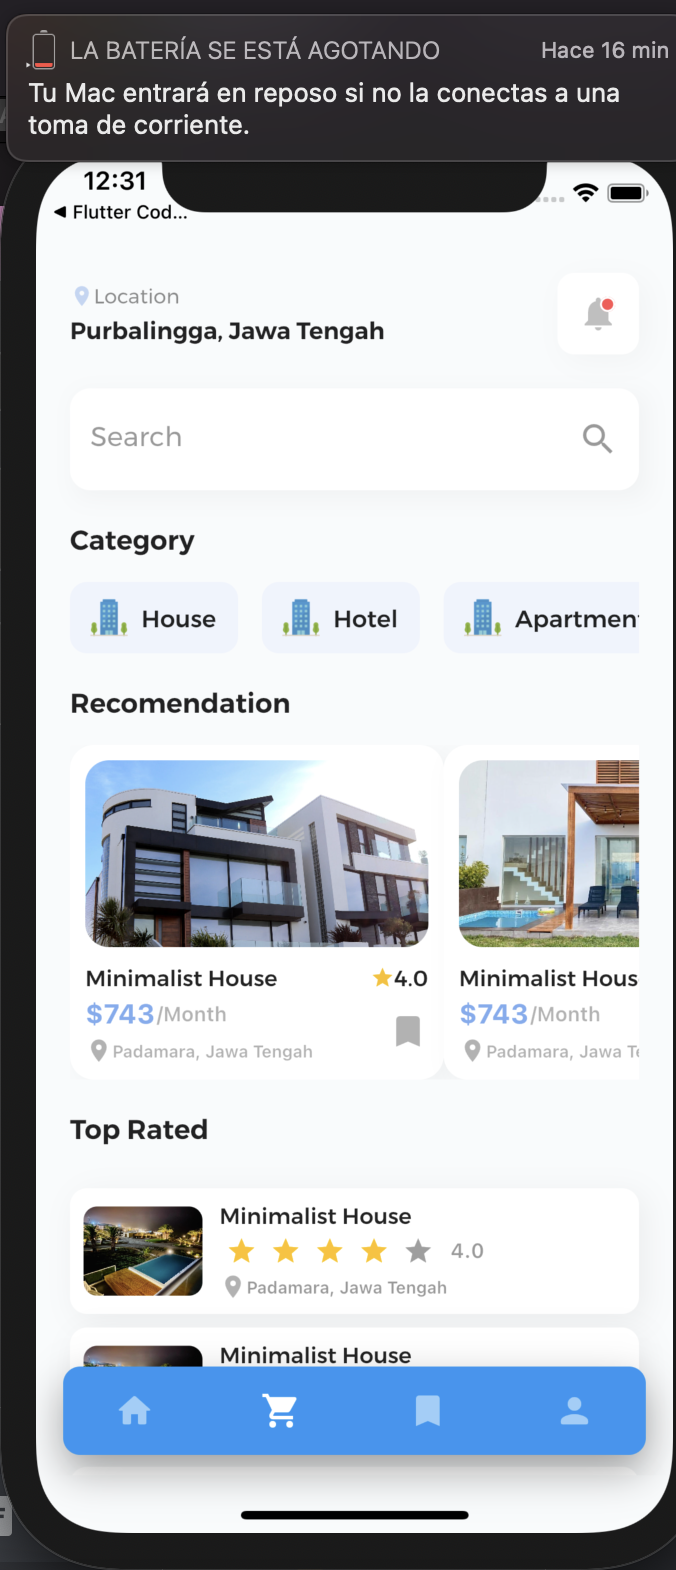 LA BATERÍA SE ESTÁ AGOTANDO Hace 16 min
Tu Mac entrará en reposo si no la conectas a una
toma de corriente.
12:31
◀ Flutter Cod...
Location
Purbalingga, Jawa Tengah
Search
Category
House Hotel Apartment
Recomendation
Minimalist House 4.0 Minimalist Hous
$743/Month $743/Month
Padamara, Jawa Tengah Padamara, Jawa Te
Top Rated
Minimalist House
4.0
Padamara, Jawa Tengah
Minimalist House